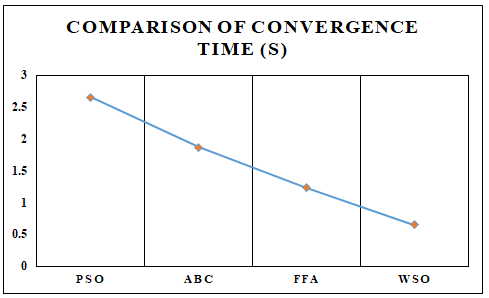 COMPARISON OF CONVERGENCE
TIME (S)
3
2.5
2
1.5
1
0.5
0
PSO ABC FFA WSO